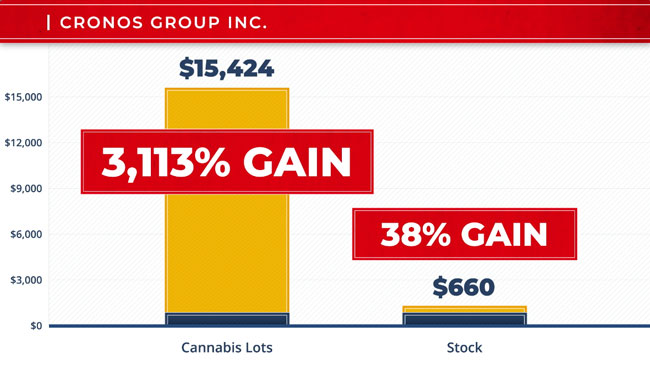 | CRONOS GROUP INC.
$15,424
$15,000
$12,000
3,113% GAIN
$9,000
38% GAIN
$6,000
$3,000
$660
$0
Cannabis Lots
Stock